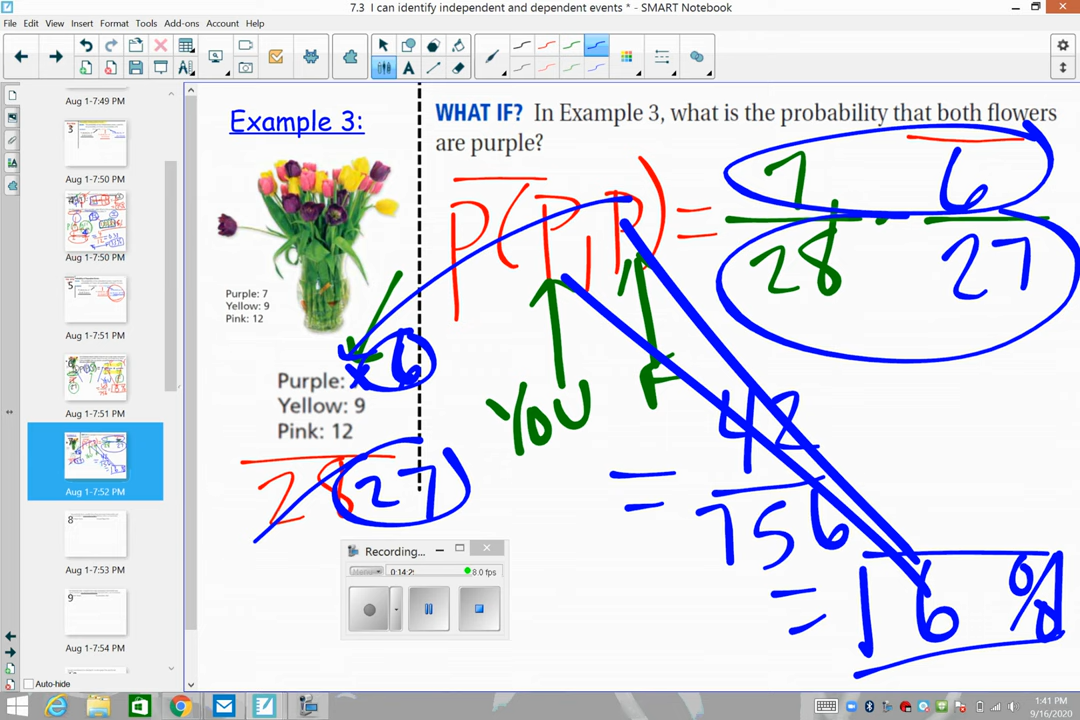 7.3 I can identify independent and dependent events * - SMART Notebook
File Edit View Insert Format Tools Add-ons Account Help
Aug 1-7:49 PM
3
Aug 1-7:50 PM
Aug 1-7:50 PM
5
Aug 1-7:51 PM
Aug 1-7:51 PM
Aug 1-7:52 PM
8
Aug 1-7:53 PM
9
Aug 1-7:54 PM
Auto-hide
Example 3:
Purple: 7
Yellow: 9
Pink: 12
Purple: 6
Yellow: 9
Pink: 12
28 27
WHAT IF? In Example 3, what is the probability that both flowers
are purple?
P(P, P) = 7/28 · 6/27
YOU F
= 42/756
= 16 %
Recording...
0:14:2
8.0 fps
1:41 PM
9/16/2020